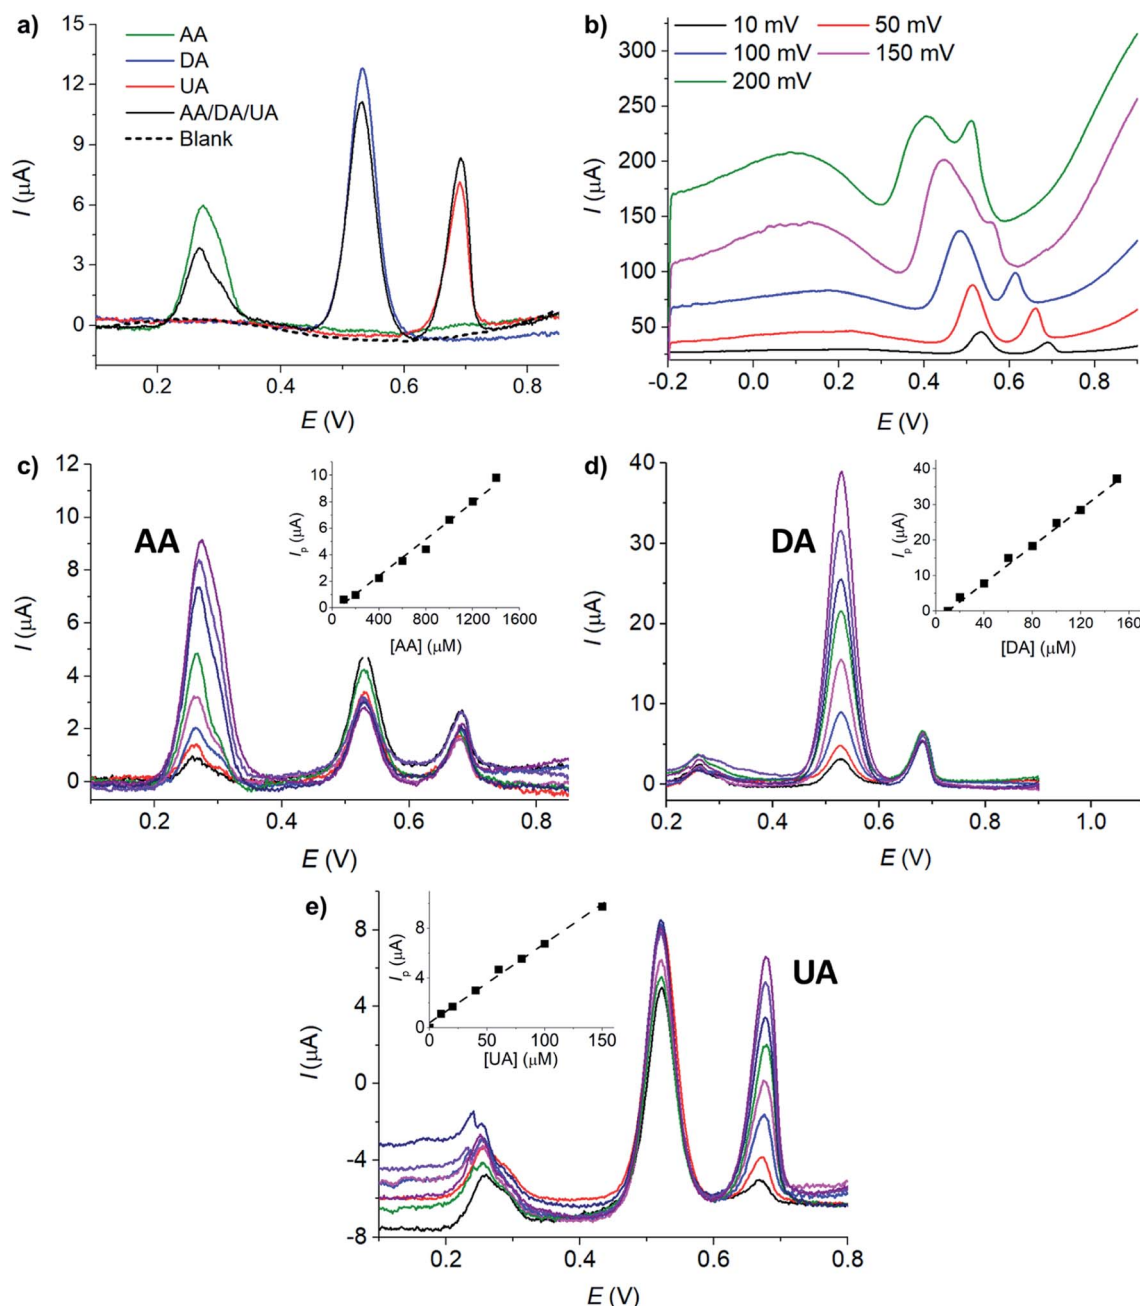 a)
15
12
9
6
3
0
I (μA)
AA
DA
UA
AA/DA/UA
Blank
0.2 0.4 0.6 0.8
E (V)
b)
300
250
200
150
100
50
I (μA)
10 mV 50 mV
100 mV 150 mV
200 mV
-0.2 0.0 0.2 0.4 0.6 0.8
E (V)
c)
12
10
8
6
4
2
0
I (μA)
AA
10
8
6
4
2
0
Ip (μA)
400 800 1200 1600
[AA] (μM)
0.2 0.4 0.6 0.8
E (V)
d)
40
30
20
10
0
I (μA)
DA
40
30
20
10
0
Ip (μA)
40 80 120 160
[DA] (μM)
0.2 0.4 0.6 0.8 1.0
E (V)
e)
8
4
0
-4
-8
I (μA)
UA
8
4
0
Ip (μA)
0 50 100 150
[UA] (μM)
0.2 0.4 0.6 0.8
E (V)